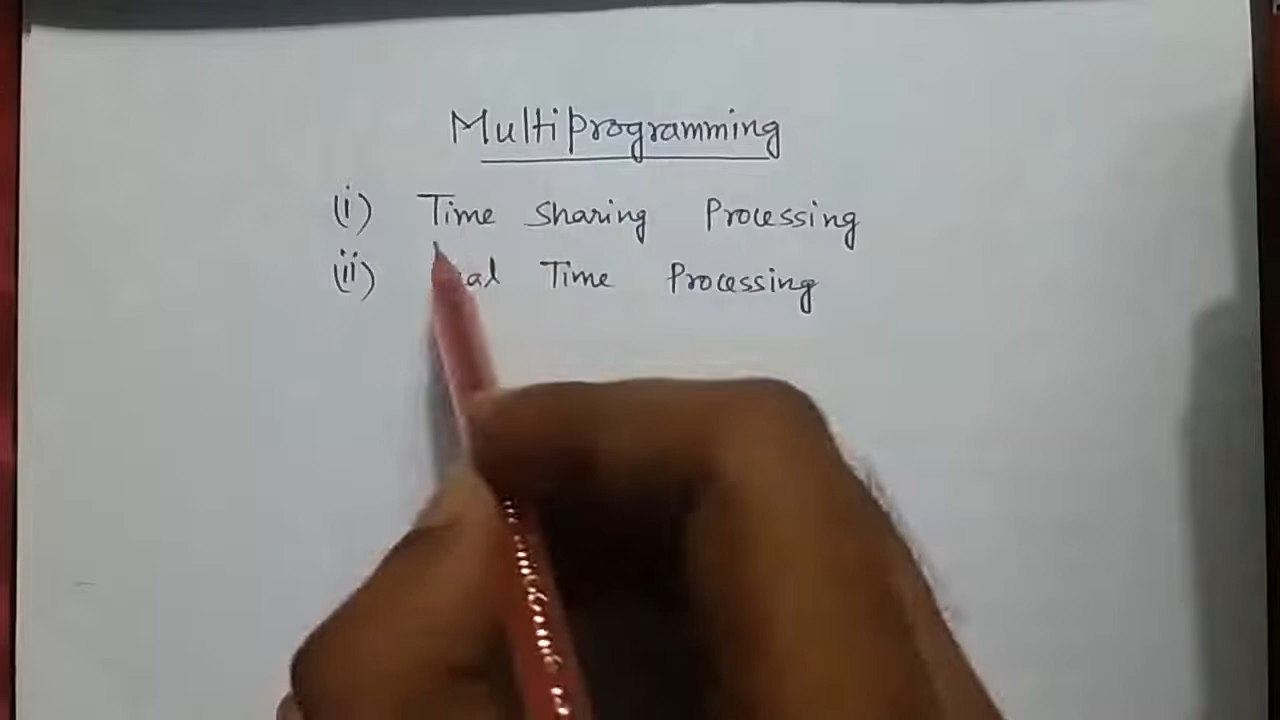 Multiprogramming
(i) Time sharing Processing
(ii) Time Processing